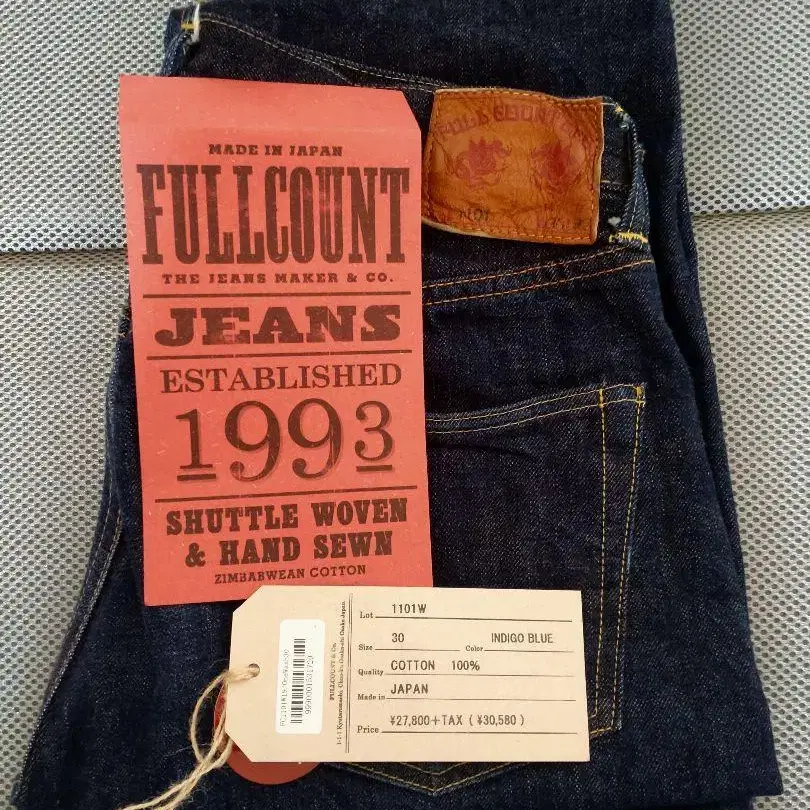 MADE IN JAPAN
FULLCOUNT
THE JEANS MAKER & CO.
JEANS
ESTABLISHED
1993
SHUTTLE WOVEN
& HAND SEWN
ZIMBABWEAN COTTON
FULLCOUNT
1101
Lot 1101W
Size 30 Color INDIGO BLUE
Quality COTTON 100%
Made in JAPAN
Price ¥27,800+TAX ( ¥30,580 )
FULLCOUNT & Co.